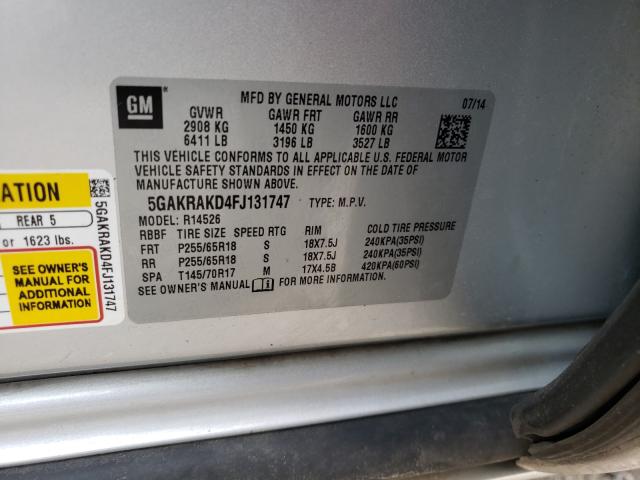 GM
MFD BY GENERAL MOTORS LLC 07/14
GVWR GAWR FRT GAWR RR
2908 KG 1450 KG 1600 KG
6411 LB 3196 LB 3527 LB
THIS VEHICLE CONFORMS TO ALL APPLICABLE U.S. FEDERAL MOTOR
VEHICLE SAFETY STANDARDS IN EFFECT ON THE DATE OF
MANUFACTURE SHOWN ABOVE.
5GAKRAKD4FJ131747 TYPE: M.P.V.
MODEL: R14526
RBBF TIRE SIZE SPEED RTG RIM COLD TIRE PRESSURE
FRT P255/65R18 S 18X7.5J 240KPA(35PSI)
RR P255/65R18 S 18X7.5J 240KPA(35PSI)
SPA T145/70R17 M 17X4.5B 420KPA(60PSI)
SEE OWNER'S MANUAL FOR MORE INFORMATION.
ATION
REAR 5
or 1623 lbs.
SEE OWNER'S
MANUAL FOR
ADDITIONAL
INFORMATION
5GAKRAKD4FJ131747